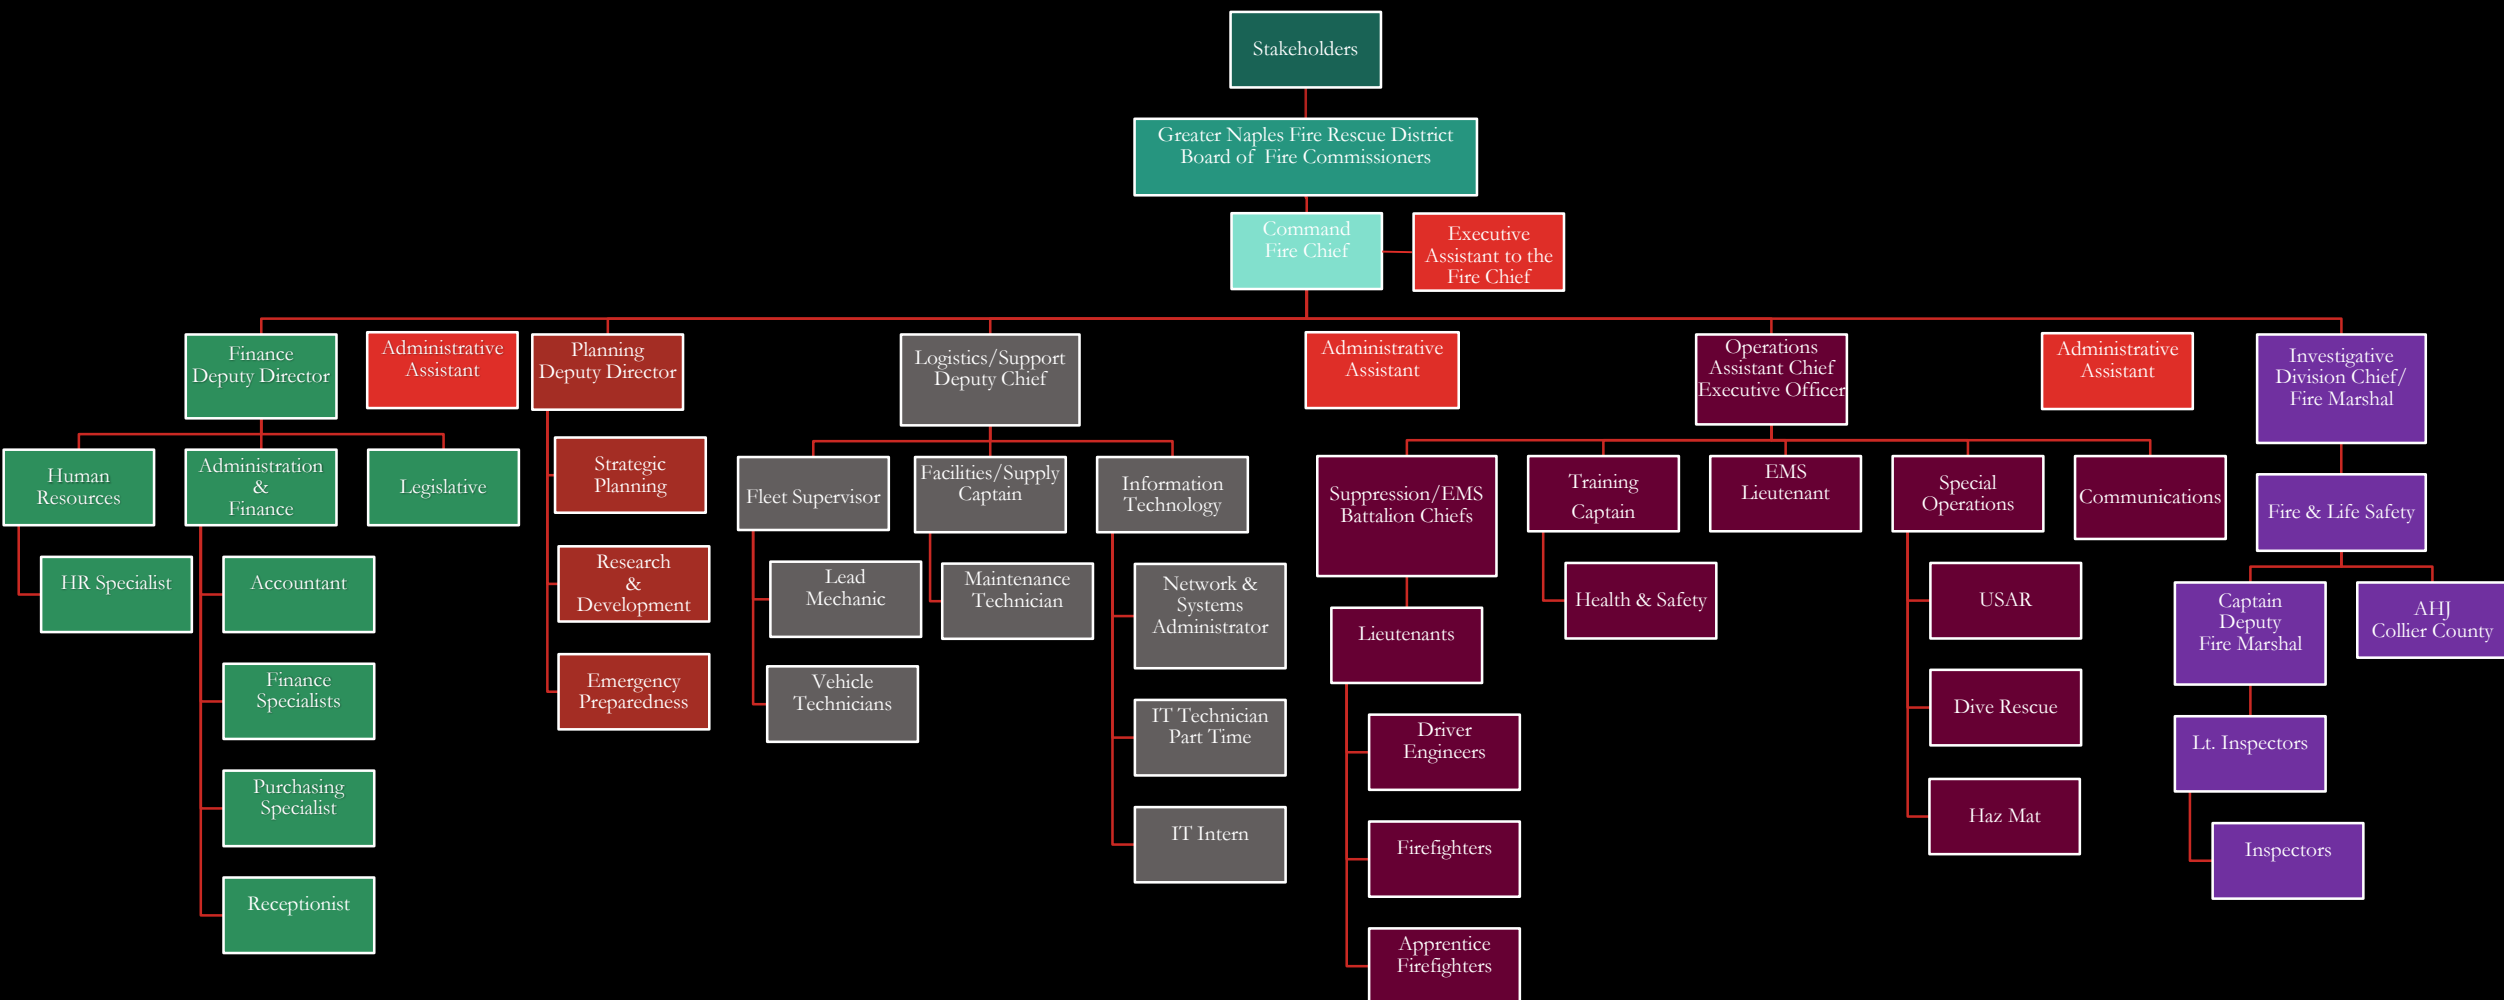 Stakeholders
Greater Naples Fire Rescue District
Board of Fire Commissioners
Command
Fire Chief
Executive
Assistant to the
Fire Chief
Finance
Deputy Director
Administrative
Assistant
Planning
Deputy Director
Logistics/Support
Deputy Chief
Administrative
Assistant
Operations
Assistant Chief
Executive Officer
Administrative
Assistant
Investigative
Division Chief/
Fire Marshal
Human
Resources
Administration
&
Finance
Legislative
HR Specialist
Accountant
Finance
Specialists
Purchasing
Specialist
Receptionist
Strategic
Planning
Research
&
Development
Emergency
Preparedness
Fleet Supervisor
Facilities/Supply
Captain
Information
Technology
Lead
Mechanic
Vehicle
Technicians
Maintenance
Technician
Network &
Systems
Administrator
IT Technician
Part Time
IT Intern
Suppression/EMS
Battalion Chiefs
Training
Captain
EMS
Lieutenant
Special
Operations
Communications
Lieutenants
Driver
Engineers
Firefighters
Apprentice
Firefighters
Health & Safety
USAR
Dive Rescue
Haz Mat
Fire & Life Safety
Captain
Deputy
Fire Marshal
AHJ
Collier County
Lt. Inspectors
Inspectors